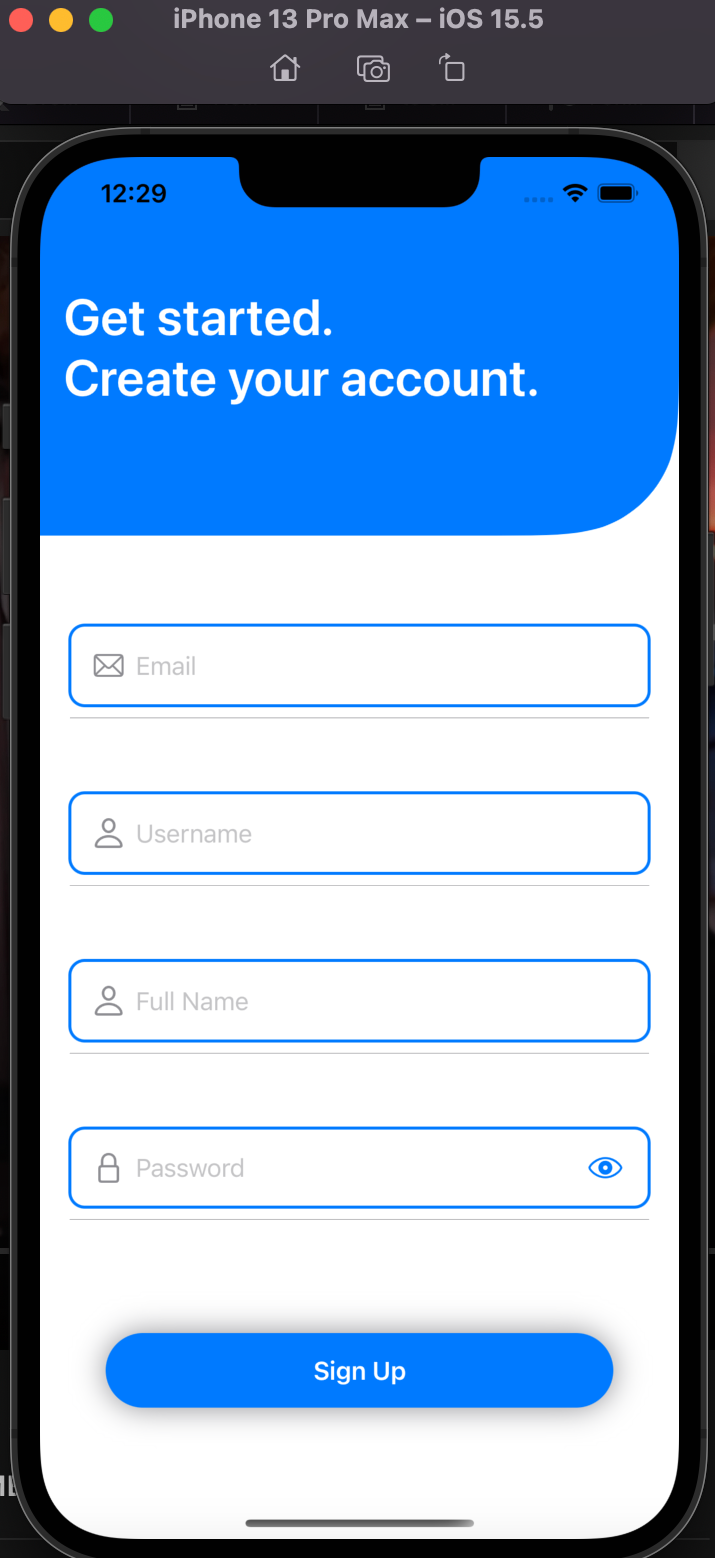 iPhone 13 Pro Max – iOS 15.5
12:29
Get started.
Create your account.
Email
Username
Full Name
Password
Sign Up